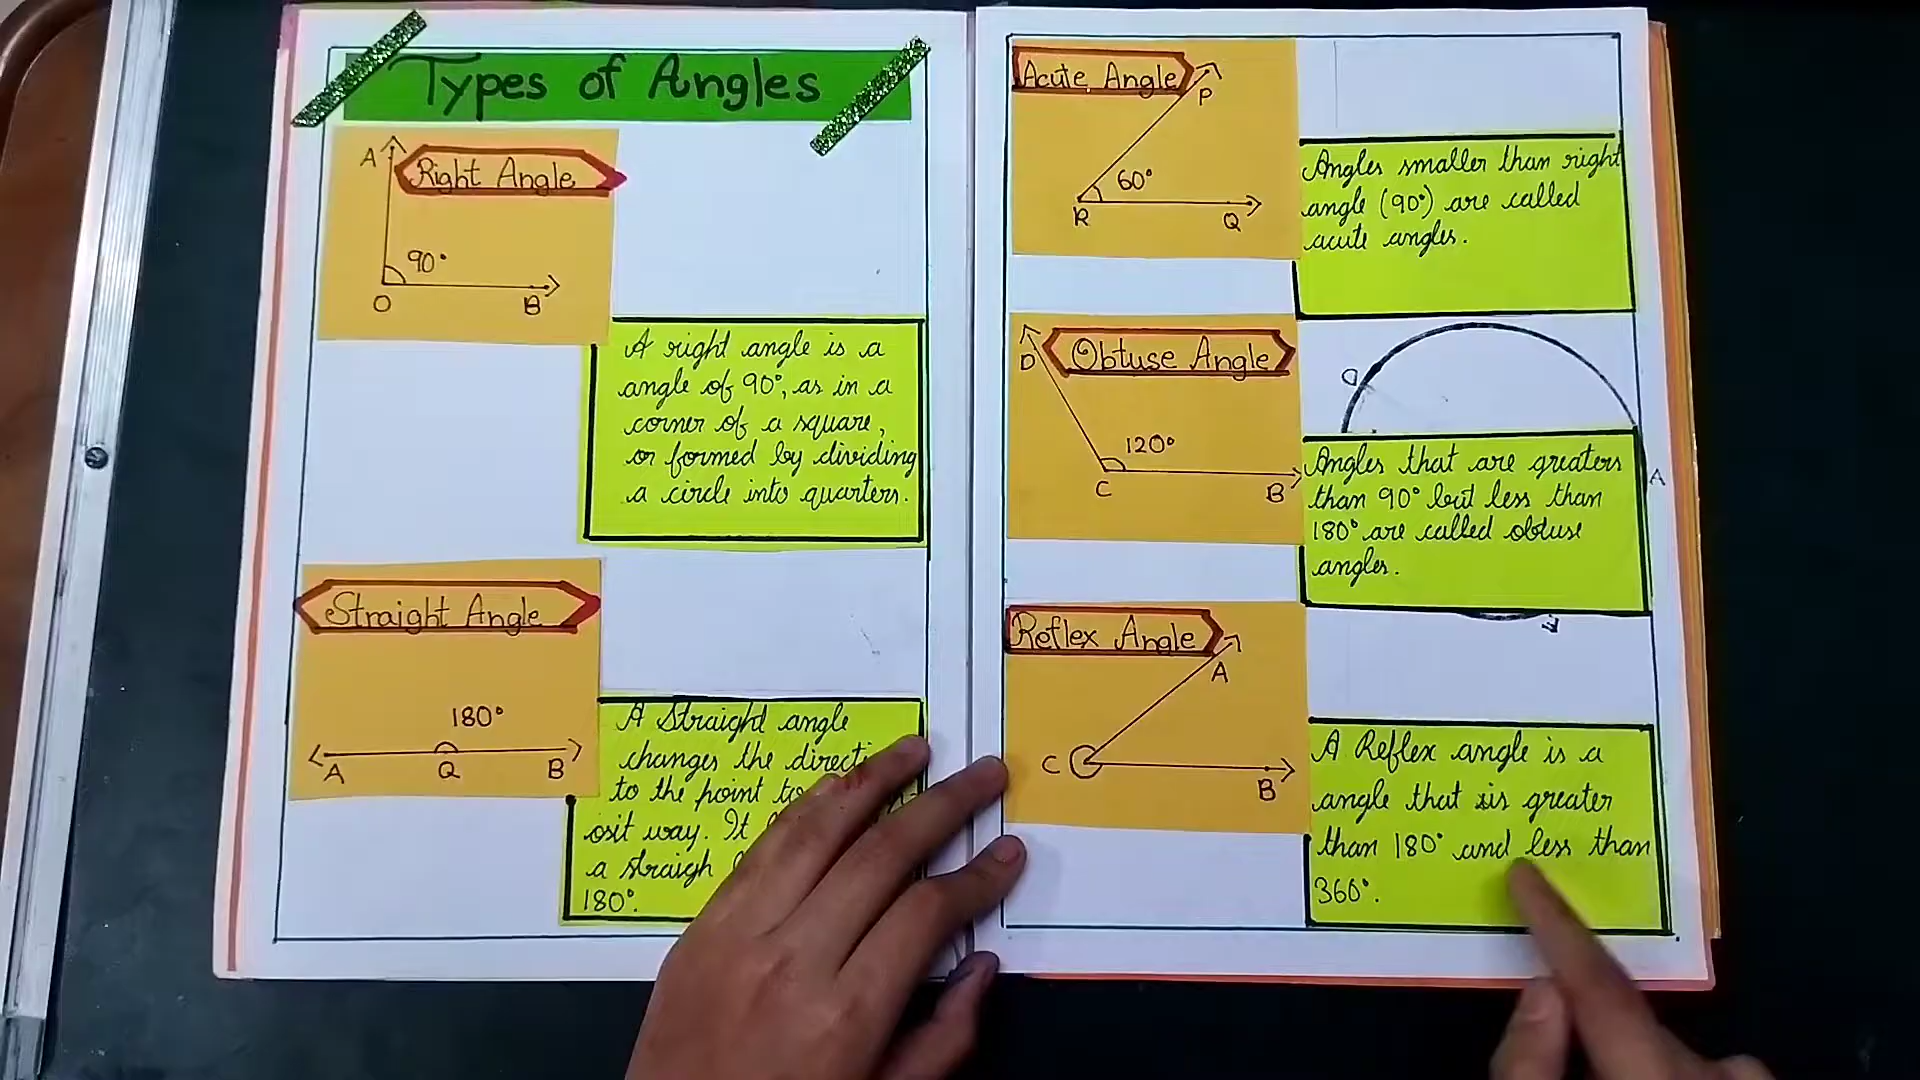 Types of Angles
A
Right Angle
90°
O
B
A right angle is a
angle of 90°, as in a
corner of a square,
or formed by dividing
a circle into quarters.
Straight Angle
180°
A
Q
B
A Straight angle
changes the
to the point
osit way. It
a straigh
180°.
Acute Angle
P
60°
R
Q
Angles smaller than right
angle (90°) are called
acute angles.
D
Obtuse Angle
120°
C
B
A
Angles that are greaters
than 90° but less than
180° are called obtuse
angles.
Reflex Angle
A
C
B
A Reflex angle is a
angle that is greater
than 180° and less than
360°.